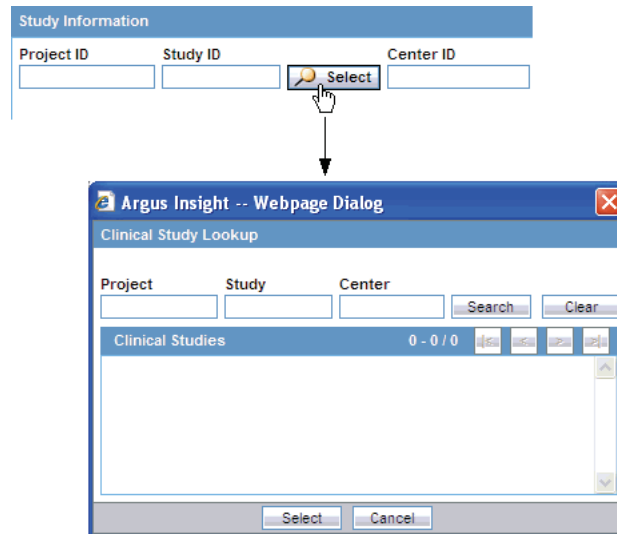 Study Information
Project ID Study ID Center ID
Select
Argus Insight -- Webpage Dialog
Clinical Study Lookup
Project Study Center
Search Clear
Clinical Studies 0 - 0 / 0 |< < > >|
Select Cancel